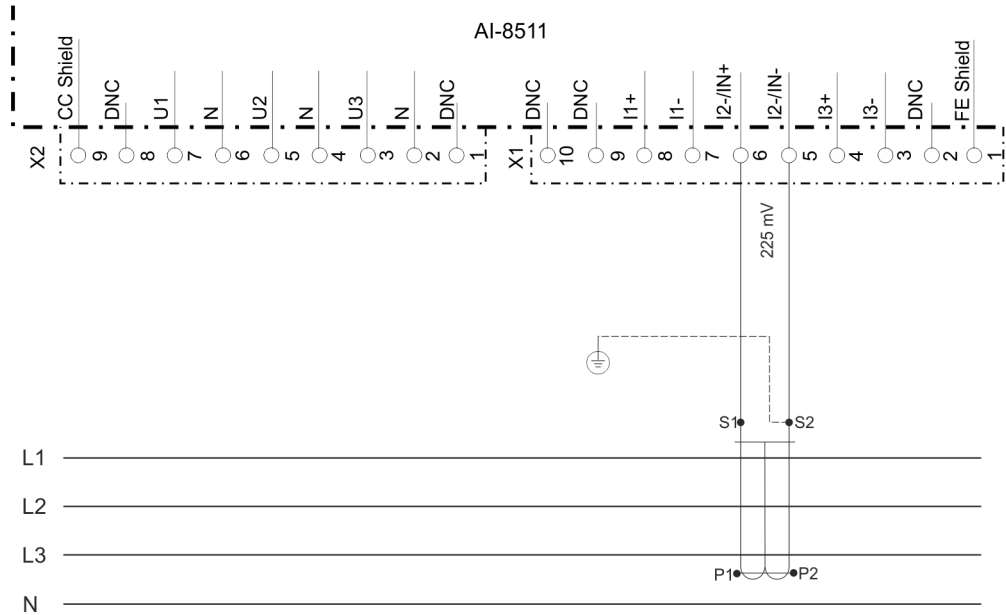 AI-8511
CC Shield
DNC
U1
N
U2
N
U3
N
DNC
DNC
DNC
I1+
I1-
I2-/IN+
I2-/IN-
I3+
I3-
DNC
FE Shield
X2
9
8
7
6
5
4
3
2
1
X1
10
9
8
7
6
5
4
3
2
1
225 mV
S1
S2
L1
L2
L3
P1
P2
N